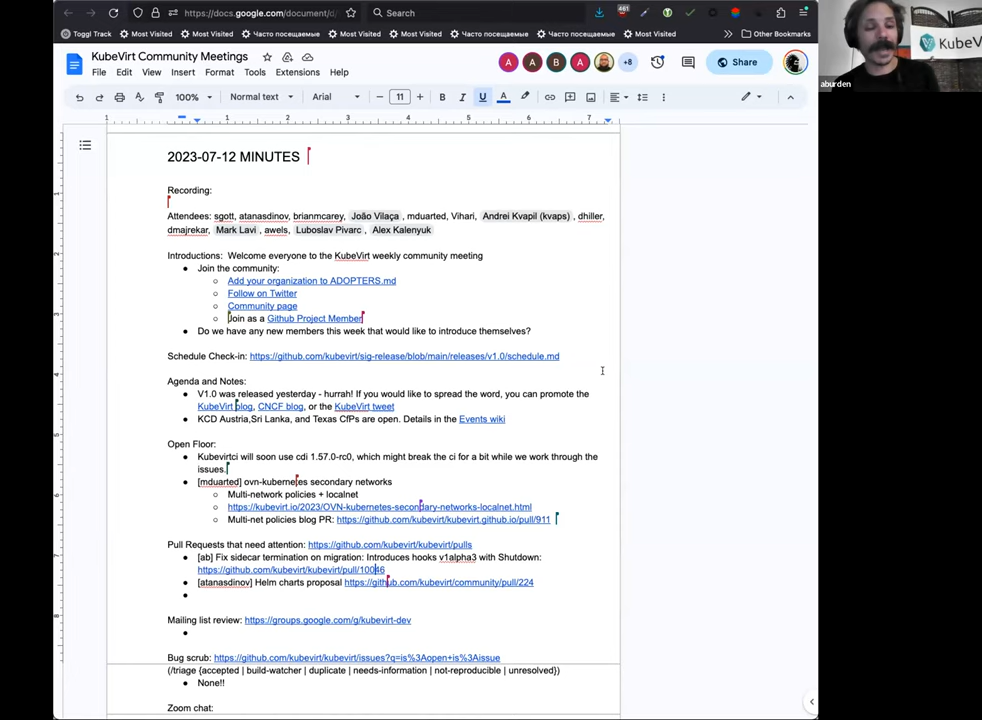 https://docs.google.com/document/d/
Search
461
Toggl Track
Most Visited
Most Visited
Часто посещаемые
Most Visited
Часто посещаемые
Most Visited
Other Bookmarks
KubeVirt Community Meetings
File Edit View Insert Format Tools Extensions Help
A A B A +8
Share
100% Normal text Arial 11 B I U A
1 1 2 3 4 5 6 7
2023-07-12 MINUTES
Recording:
Attendees: sgott, atanasdinov, brianmcarey, João Vilaça , mduarted, Vihari, Andrei Kvapil (kvaps) , dhiller,
dmajrekar, Mark Lavi , awels, Luboslav Pivarc , Alex Kalenyuk
Introductions: Welcome everyone to the KubeVirt weekly community meeting
● Join the community:
○ Add your organization to ADOPTERS.md
○ Follow on Twitter
○ Community page
○ Join as a Github Project Member
● Do we have any new members this week that would like to introduce themselves?
Schedule Check-in: https://github.com/kubevirt/sig-release/blob/main/releases/v1.0/schedule.md
Agenda and Notes:
● V1.0 was released yesterday - hurrah! If you would like to spread the word, you can promote the
KubeVirt blog, CNCF blog, or the KubeVirt tweet
● KCD Austria,Sri Lanka, and Texas CfPs are open. Details in the Events wiki
Open Floor:
● Kubevirtci will soon use cdi 1.57.0-rc0, which might break the ci for a bit while we work through the
issues.
● [mduarted] ovn-kubernetes secondary networks
○ Multi-network policies + localnet
○ https://kubevirt.io/2023/OVN-kubernetes-secondary-networks-localnet.html
○ Multi-net policies blog PR: https://github.com/kubevirt/kubevirt.github.io/pull/911
Pull Requests that need attention: https://github.com/kubevirt/kubevirt/pulls
● [ab] Fix sidecar termination on migration: Introduces hooks v1alpha3 with Shutdown:
https://github.com/kubevirt/kubevirt/pull/10046
● [atanasdinov] Helm charts proposal https://github.com/kubevirt/community/pull/224
●
Mailing list review: https://groups.google.com/g/kubevirt-dev
●
Bug scrub: https://github.com/kubevirt/kubevirt/issues?q=is%3Aopen+is%3Aissue
(/triage {accepted | build-watcher | duplicate | needs-information | not-reproducible | unresolved})
● None!!
Zoom chat:
aburden
KubeV